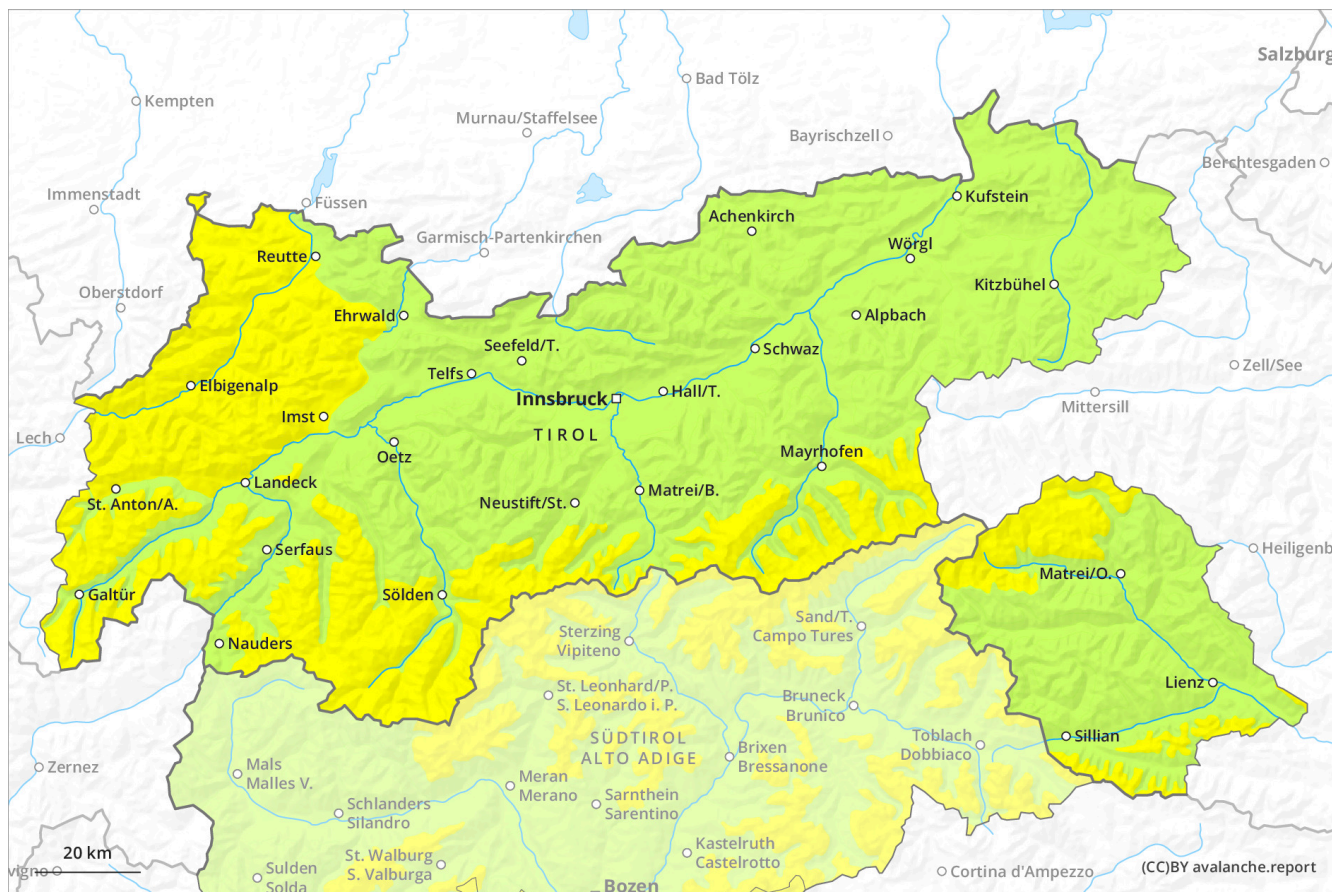 Salzburg
Bad Tölz
Kempten
Murnau/Staffelsee
Bayrischzell
Berchtesgaden
Immenstadt
Füssen
Kufstein
Achenkirch
Garmisch-Partenkirchen
Wörgl
Reutte
Kitzbühel
Oberstdorf
Ehrwald
Alpbach
Seefeld/T.
Schwaz
Zell/See
Telfs
Elbigenalp
Hall/T.
Innsbruck
Mittersill
Imst
TIROL
Lech
Oetz
Mayrhofen
Landeck
Matrei/B.
St. Anton/A.
Neustift/St.
Serfaus
Heiligenb
Matrei/O.
Galtür
Sölden
Sand/T.
Campo Tures
Sterzing
Vipiteno
Nauders
Lienz
St. Leonhard/P.
S. Leonardo i. P.
Bruneck
Brunico
Toblach
Dobbiaco
Sillian
SÜDTIROL
ALTO ADIGE
Brixen
Bressanone
Zernez
Mals
Malles V.
Meran
Merano
Sarnthein
Sarentino
Schlanders
Silandro
Kastelruth
Castelrotto
20 km
St. Walburg
S. Valburga
vigno
Sulden
Solda
Cortina d'Ampezzo
(CC)BY avalanche.report
Bozen